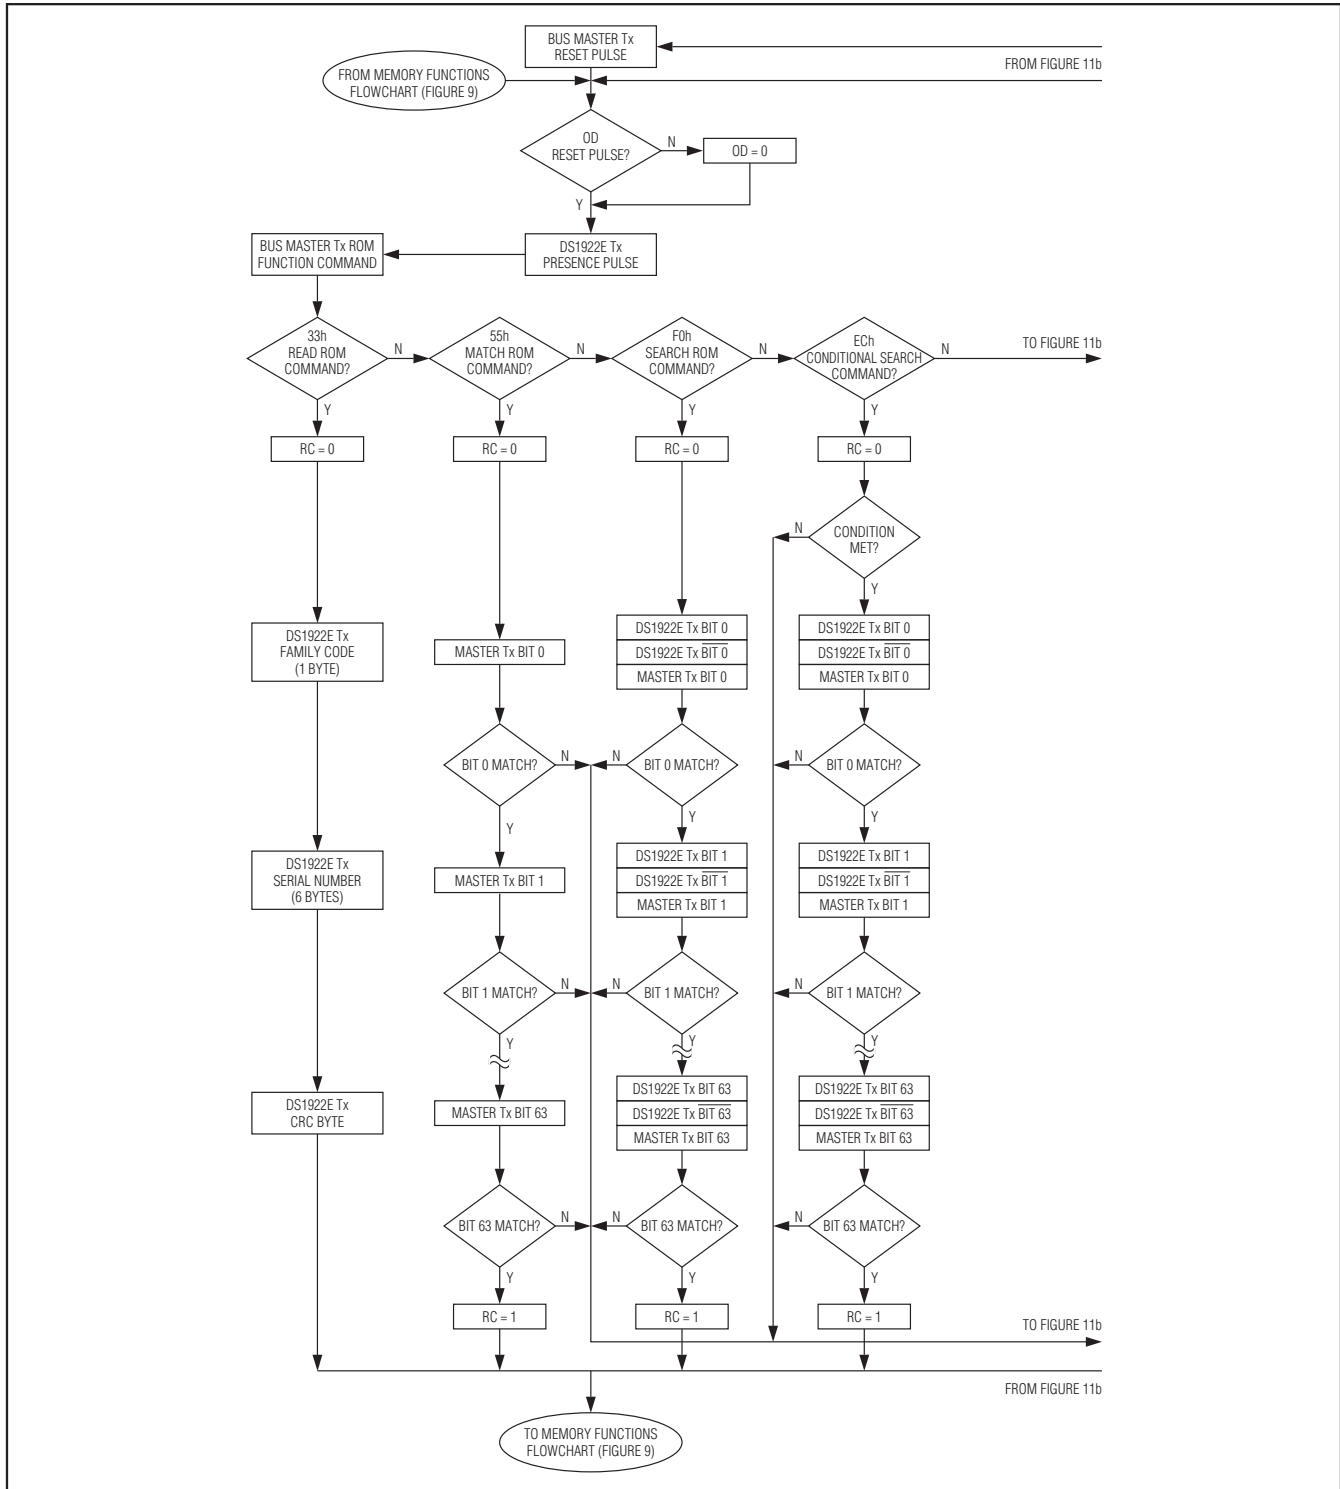 BUS MASTER Tx
RESET PULSE
FROM FIGURE 11b
FROM MEMORY FUNCTIONS
FLOWCHART (FIGURE 9)
OD
RESET PULSE?
N
OD = 0
Y
BUS MASTER Tx ROM
FUNCTION COMMAND
DS1922E Tx
PRESENCE PULSE
33h
READ ROM
COMMAND?
N
55h
MATCH ROM
COMMAND?
N
F0h
SEARCH ROM
COMMAND?
N
ECh
CONDITIONAL SEARCH
COMMAND?
N
TO FIGURE 11b
Y
Y
Y
Y
RC = 0
RC = 0
RC = 0
RC = 0
N
CONDITION
MET?
Y
DS1922E Tx
FAMILY CODE
(1 BYTE)
MASTER Tx BIT 0
DS1922E Tx BIT 0
DS1922E Tx B̅I̅T̅ ̅0̅
MASTER Tx BIT 0
DS1922E Tx BIT 0
DS1922E Tx B̅I̅T̅ ̅0̅
MASTER Tx BIT 0
BIT 0 MATCH?
N
N
BIT 0 MATCH?
N
BIT 0 MATCH?
Y
Y
Y
DS1922E Tx
SERIAL NUMBER
(6 BYTES)
MASTER Tx BIT 1
DS1922E Tx BIT 1
DS1922E Tx B̅I̅T̅ ̅1̅
MASTER Tx BIT 1
DS1922E Tx BIT 1
DS1922E Tx B̅I̅T̅ ̅1̅
MASTER Tx BIT 1
BIT 1 MATCH?
N
N
BIT 1 MATCH?
N
BIT 1 MATCH?
Y
Y
Y
DS1922E Tx
CRC BYTE
MASTER Tx BIT 63
DS1922E Tx BIT 63
DS1922E Tx B̅I̅T̅ ̅6̅3̅
MASTER Tx BIT 63
DS1922E Tx BIT 63
DS1922E Tx B̅I̅T̅ ̅6̅3̅
MASTER Tx BIT 63
BIT 63 MATCH?
N
N
BIT 63 MATCH?
N
BIT 63 MATCH?
Y
Y
Y
RC = 1
RC = 1
RC = 1
TO FIGURE 11b
FROM FIGURE 11b
TO MEMORY FUNCTIONS
FLOWCHART (FIGURE 9)